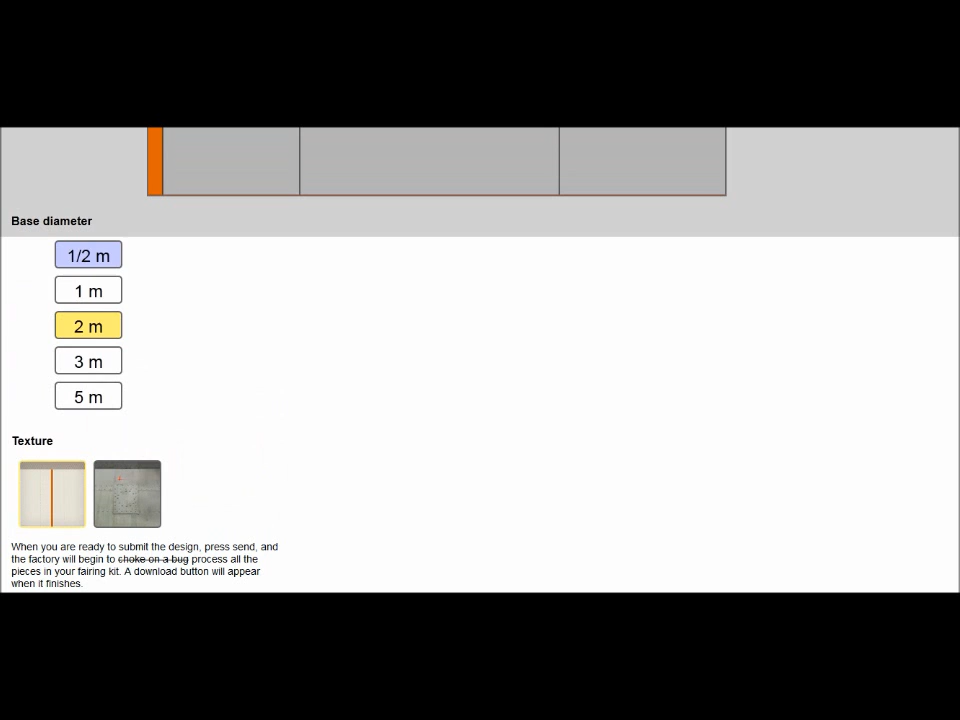 Base diameter
1/2 m
1 m
2 m
3 m
5 m
Texture
When you are ready to submit the design, press send, and
the factory will begin to choke on a bug process all the
pieces in your fairing kit. A download button will appear
when it finishes.